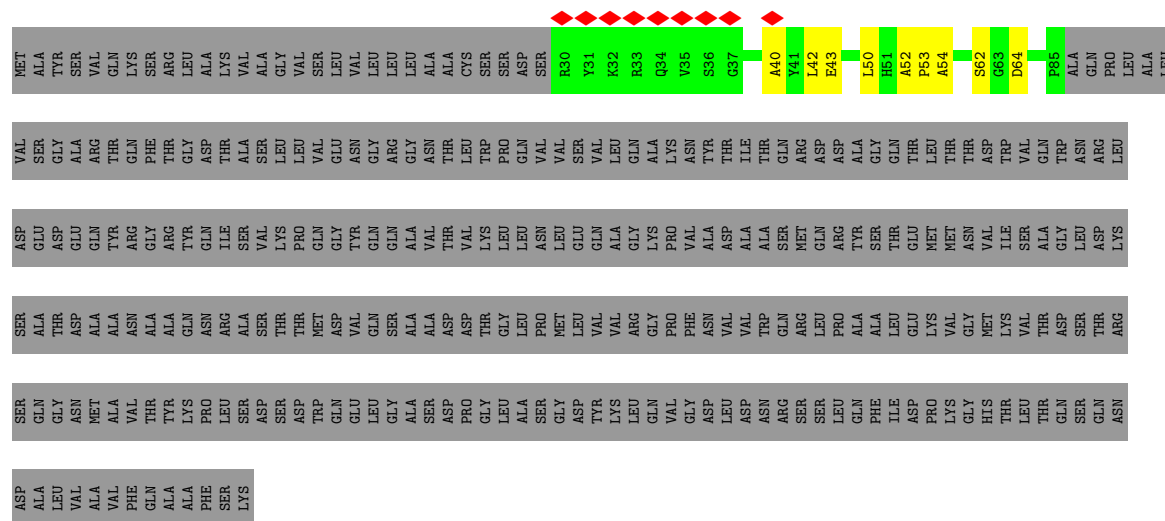 MET ALA TYR SER VAL GLN LYS SER ARG LEU ALA LYS VAL ALA GLY VAL SER LEU VAL LEU LEU LEU ALA ALA CYS SER SER ASP SER R30 Y31 K32 R33 Q34 V35 S36 G37 A40 Y41 L42 E43 L50 H51 A52 P53 A54 S62 G63 D64 P85 ALA GLN PRO LEU ALA LEU
VAL SER GLY ALA ARG THR GLN PHE THR GLY ASP THR ALA SER LEU LEU VAL GLU ASN GLY ARG GLY ASN THR LEU TRP PRO GLN VAL VAL SER VAL LEU GLN ALA LYS ASN TYR THR ILE THR GLN ARG ASP ASP ALA GLY GLN THR LEU THR THR ASP TRP VAL GLN TRP ASN ARG LEU
ASP GLU ASP GLU GLN TYR ARG GLY ARG TYR GLN ILE SER VAL LYS PRO GLN GLY TYR GLN GLN ALA VAL THR VAL LYS LEU LEU ASN LEU GLU GLN ALA GLY LYS PRO VAL ALA ASP ALA ALA SER MET GLN ARG TYR SER THR GLU MET MET ASN VAL ILE SER ALA GLY LEU ASP LYS
SER ALA THR ASP ALA ALA ASN ALA ALA GLN ASN ARG ALA SER THR THR MET ASP VAL GLN SER ALA ALA ASP ASP THR GLY LEU PRO MET LEU VAL VAL ARG GLY PRO PHE ASN VAL VAL TRP GLN ARG LEU PRO ALA ALA LEU GLU LYS VAL GLY MET LYS VAL THR ASP SER THR ARG
SER GLN GLY ASN MET ALA VAL THR TYR LYS PRO LEU SER ASP SER ASP TRP GLN GLU LEU GLY ALA SER ASP PRO GLY LEU ALA SER GLY ASP TYR LYS LEU GLN VAL GLY ASP LEU ASP ASN ARG SER SER LEU GLN PHE ILE ASP PRO LYS GLY HIS THR LEU THR GLN SER GLN ASN
ASP ALA LEU VAL ALA VAL PHE GLN ALA ALA PHE SER LYS